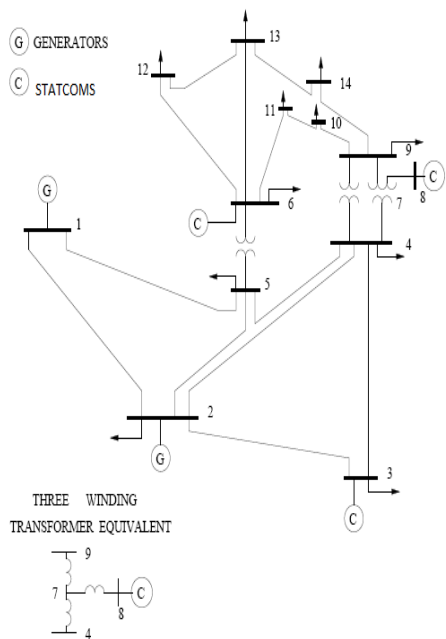 G GENERATORS
C STATCOMS
13
12
14
11
10
9
C
8
7
G
1
6
C
4
5
2
G
3
C
THREE WINDING
TRANSFORMER EQUIVALENT
9
7
C
8
4